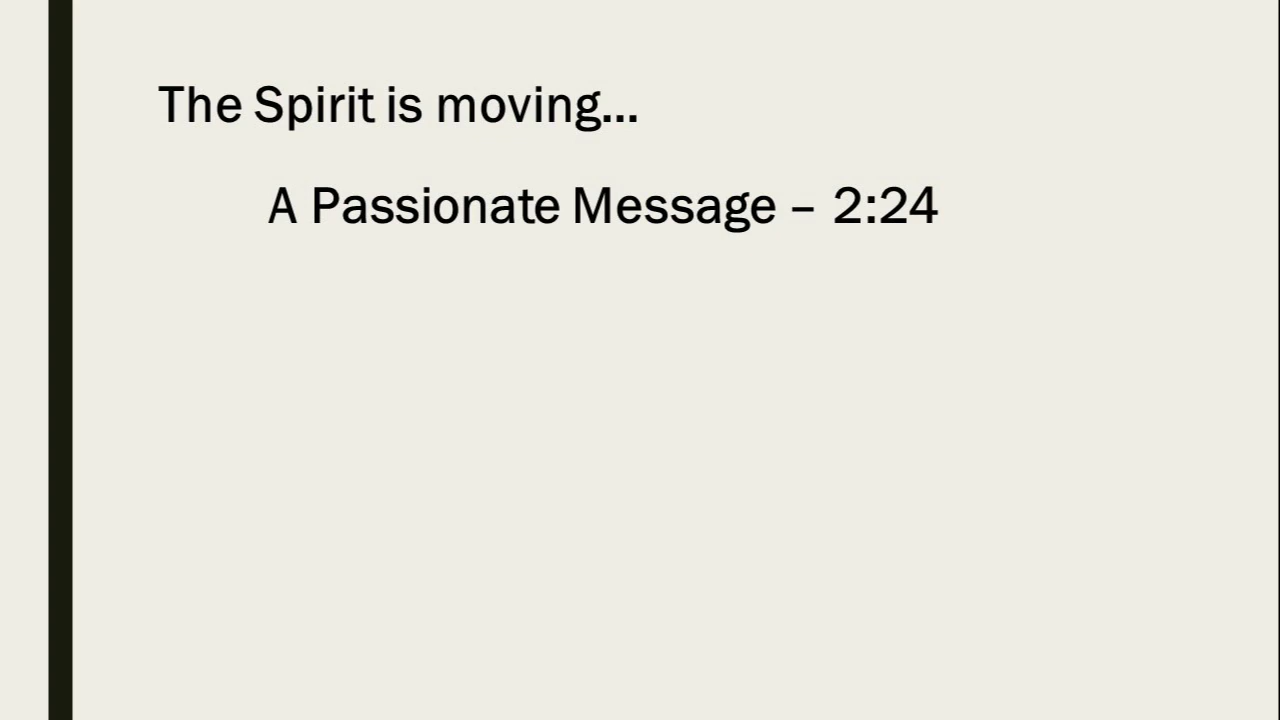 The Spirit is moving...
A Passionate Message – 2:24